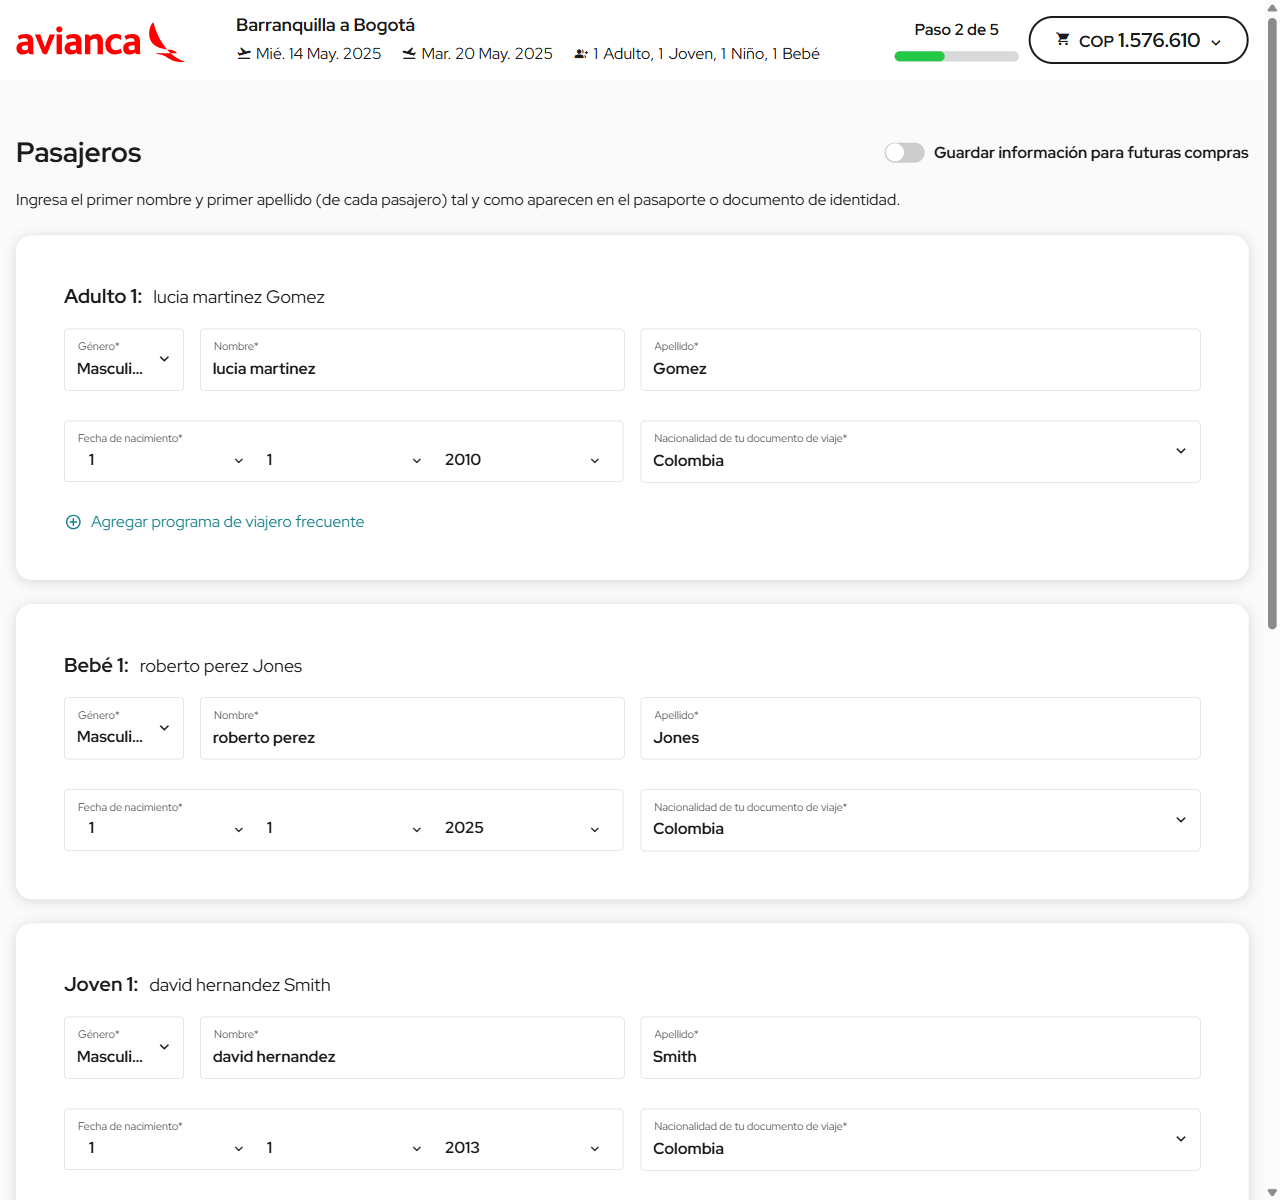 avianca
Barranquilla a Bogotá
Mié. 14 May. 2025 Mar. 20 May. 2025 1 Adulto, 1 Joven, 1 Niño, 1 Bebé
Paso 2 de 5
COP 1.576.610
Pasajeros
Guardar información para futuras compras
Ingresa el primer nombre y primer apellido (de cada pasajero) tal y como aparecen en el pasaporte o documento de identidad.
Adulto 1: lucia martinez Gomez
Género* Nombre* Apellido*
Masculi... lucia martinez Gomez
Fecha de nacimiento* Nacionalidad de tu documento de viaje*
1 1 2010 Colombia
Agregar programa de viajero frecuente
Bebé 1: roberto perez Jones
Género* Nombre* Apellido*
Masculi... roberto perez Jones
Fecha de nacimiento* Nacionalidad de tu documento de viaje*
1 1 2025 Colombia
Joven 1: david hernandez Smith
Género* Nombre* Apellido*
Masculi... david hernandez Smith
Fecha de nacimiento* Nacionalidad de tu documento de viaje*
1 1 2013 Colombia